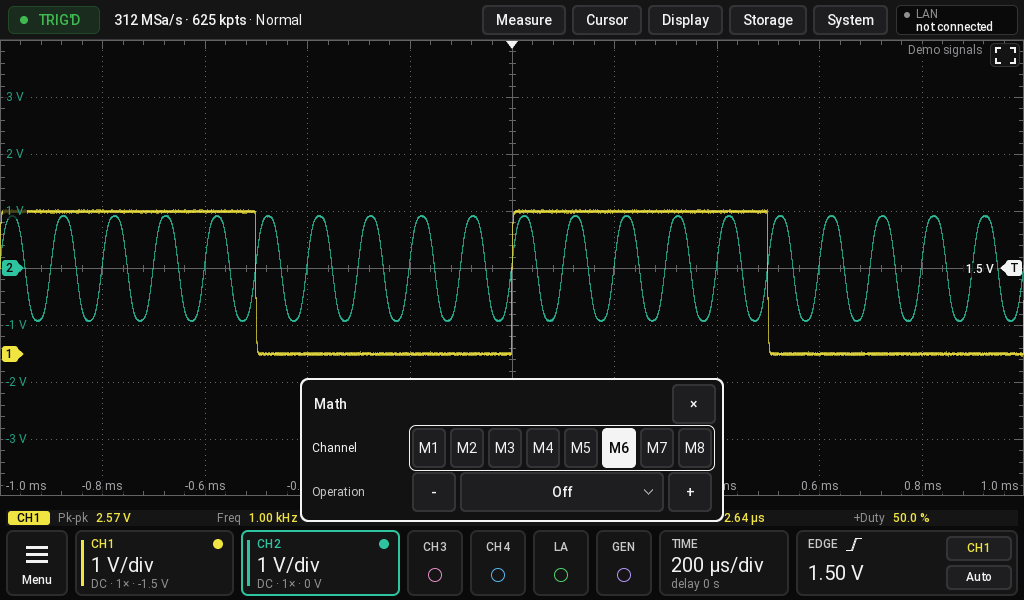 TRIG'D 312 MSa/s · 625 kpts · Normal Measure Cursor Display Storage System LAN
not connected
Demo signals
3 V
2 V
1 V
2 1.5 V T
-1 V
1
-2 V
-3 V
Math ×
Channel M1 M2 M3 M4 M5 M6 M7 M8
Operation - Off +
-1.0 ms -0.8 ms -0.6 ms 0.6 ms 0.8 ms 1.0 ms
CH1 Pk-pk 2.57 V Freq 1.00 kHz 2.64 µs +Duty 50.0 %
Menu
CH1
1 V/div
DC · 1× · -1.5 V
CH2
1 V/div
DC · 1× · 0 V
CH3
CH4
LA
GEN
TIME
200 µs/div
delay 0 s
EDGE
1.50 V
CH1
Auto